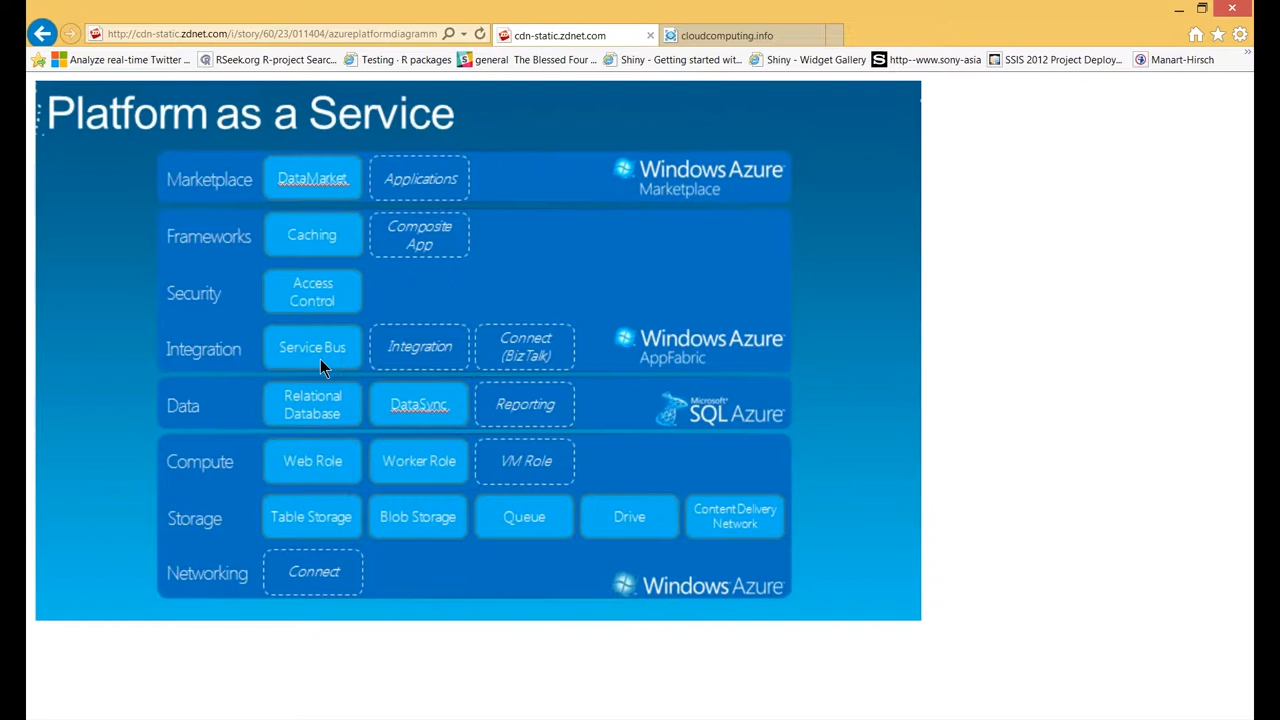 http://cdn-static.zdnet.com/i/story/60/23/011404/azureplatformdiagramm
cdn-static.zdnet.com
cloudcomputing.info
Analyze real-time Twitter ...
RSeek.org R-project Searc...
Testing · R packages
general
The Blessed Four ...
Shiny - Getting started wit...
Shiny - Widget Gallery
http--www.sony-asia
SSIS 2012 Project Deploy...
Manart-Hirsch
Platform as a Service
Marketplace
DataMarket
Applications
Windows Azure
Marketplace
Frameworks
Caching
Composite
App
Security
Access
Control
Integration
Service Bus
Integration
Connect
(BizTalk)
Windows Azure
AppFabric
Data
Relational
Database
DataSync
Reporting
Microsoft
SQL Azure
Compute
Web Role
Worker Role
VM Role
Storage
Table Storage
Blob Storage
Queue
Drive
Content Delivery
Network
Networking
Connect
Windows Azure